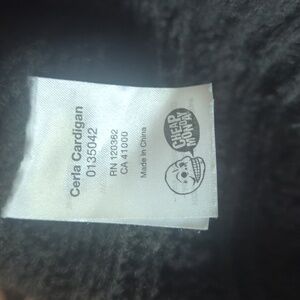 Cerla Cardigan
0135042
RN 120362
CA 41000
Made in China
CHEAP
MONDAY